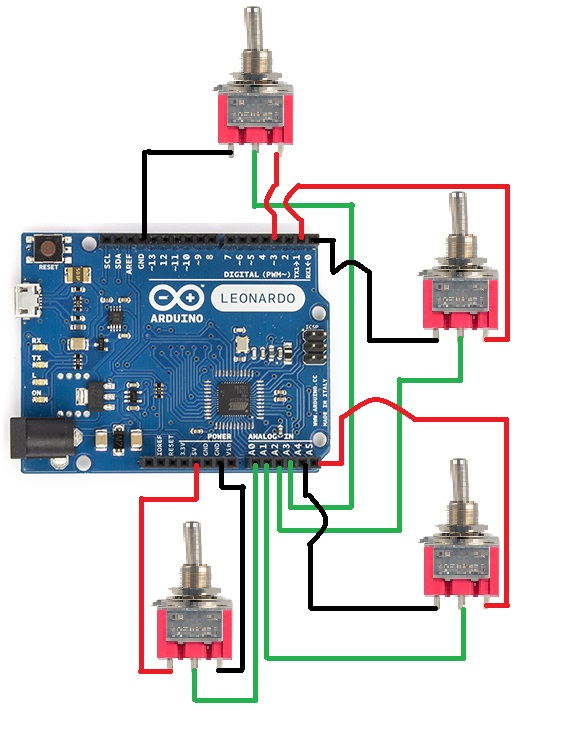 SCL
SDA
AREF
GND
~13
12
~11
~10
~9
8
7
~6
~5
4
~3
2
TX→1
RX←0
RESET
DIGITAL (PWM~)
LEONARDO
ARDUINO
ICSP
RX
TX
L
ON
WWW.ARDUINO.CC
MADE IN ITALY
POWER
ANALOG IN
IOREF
RESET
3.3V
5V
GND
GND
Vin
A0
A1
A2
A3
A4
A5